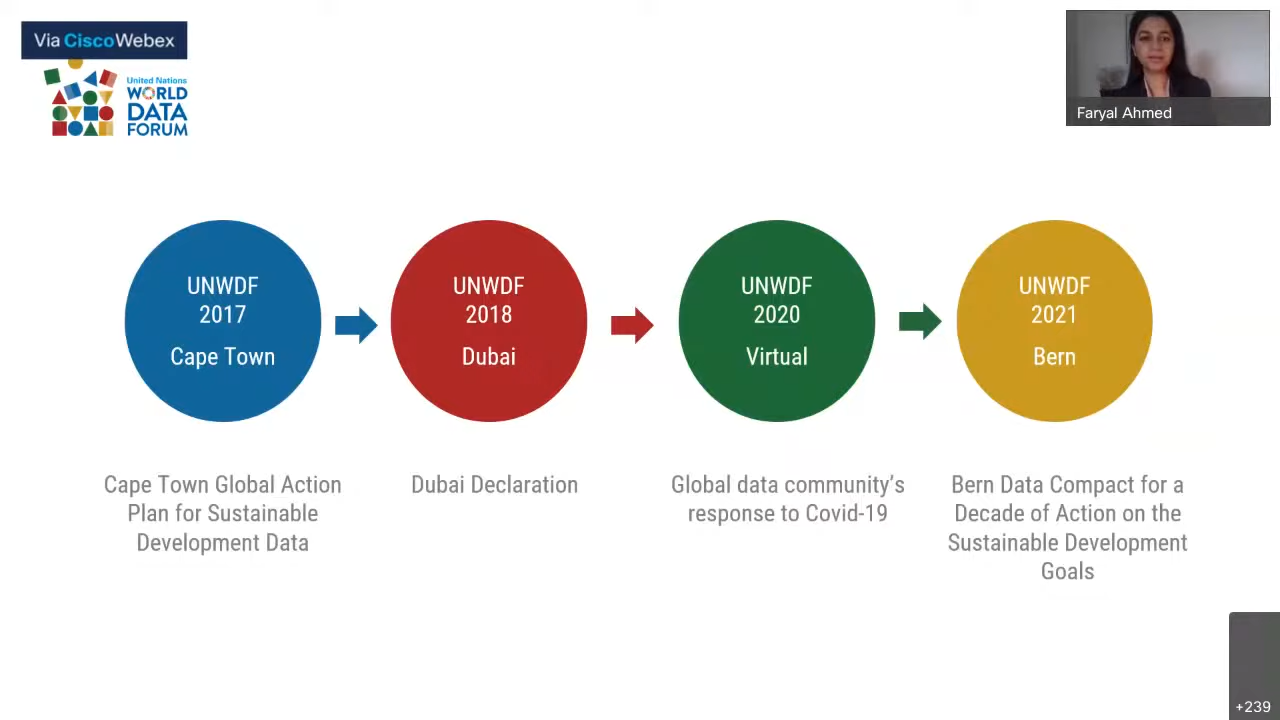 Via CiscoWebex
United Nations
WORLD
DATA
FORUM
Faryal Ahmed
UNWDF
2017
Cape Town
UNWDF
2018
Dubai
UNWDF
2020
Virtual
UNWDF
2021
Bern
Cape Town Global Action
Plan for Sustainable
Development Data
Dubai Declaration
Global data community’s
response to Covid-19
Bern Data Compact for a
Decade of Action on the
Sustainable Development
Goals
+239